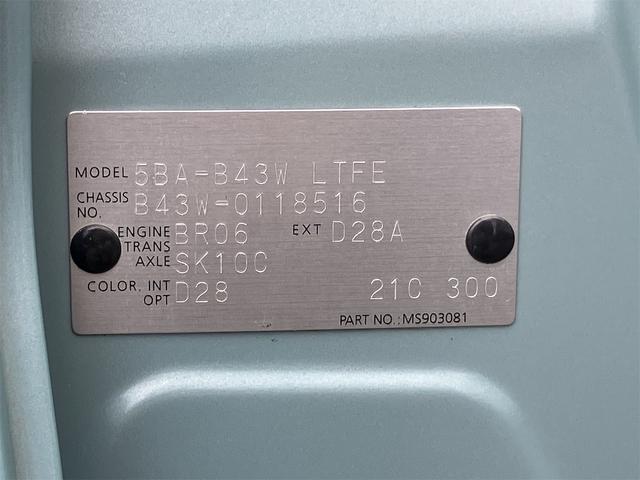 MODEL 5BA-B43W LTFE
CHASSIS NO. B43W-0118516
ENGINE BR06 EXT D28A
TRANS AXLE SK10C
COLOR. INT OPT D28 21C 300
PART NO.:MS903081